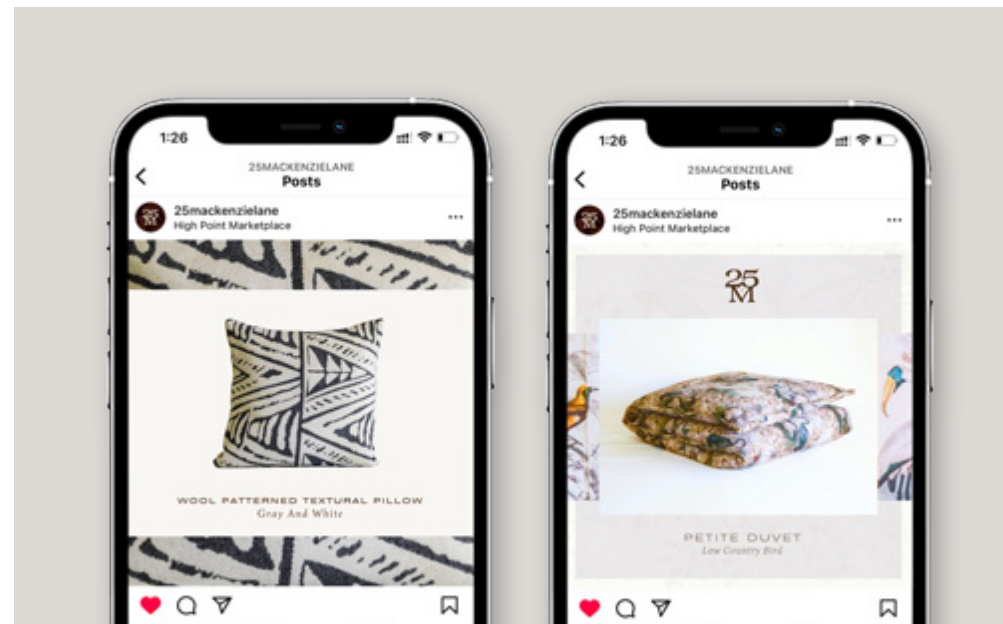 1:26
25MACKENZIELANE
Posts
25mackenzielane
High Point Marketplace
WOOL PATTERNED TEXTURAL PILLOW
Gray And White
1:26
25MACKENZIELANE
Posts
25mackenzielane
High Point Marketplace
25
M
PETITE DUVET
Low Country Bird